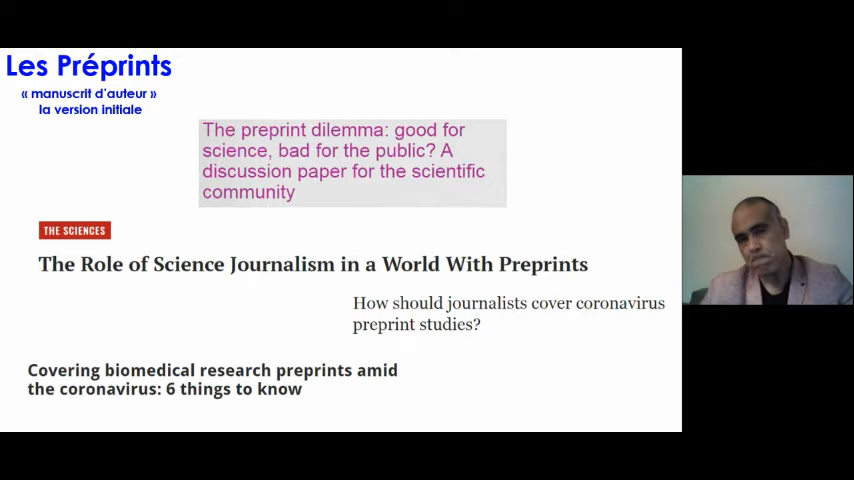 Les Préprints
« manuscrit d'auteur »
la version initiale
The preprint dilemma: good for
science, bad for the public? A
discussion paper for the scientific
community
THE SCIENCES
The Role of Science Journalism in a World With Preprints
How should journalists cover coronavirus
preprint studies?
Covering biomedical research preprints amid
the coronavirus: 6 things to know